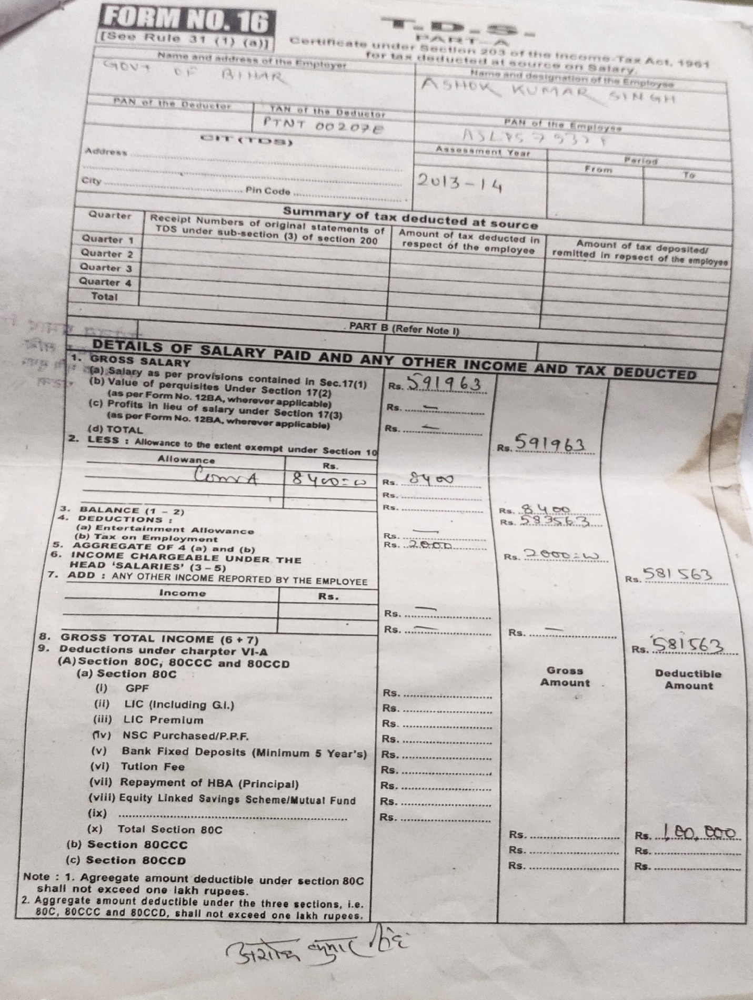 FORM NO. 16
[See Rule 31 (1) (a)]
T.D.S.
PART-A
Certificate under Section 203 of the Income-Tax Act, 1961
for tax deducted at source on Salary.
Name and address of the Employer
GOVT OF BIHAR
Name and designation of the Employee
ASHOK KUMAR SINGH
PAN of the Deductor
TAN of the Deductor
PTNT 00207E
PAN of the Employee
CIT (TDS)
Address
City Pin Code
Assessment Year
Period
From
To
2013-14
Summary of tax deducted at source
Quarter
Receipt Numbers of original statements of
TDS under sub-section (3) of section 200
Amount of tax deducted in
respect of the employee
Amount of tax deposited/
remitted in repsect of the employee
Quarter 1
Quarter 2
Quarter 3
Quarter 4
Total
PART B (Refer Note I)
DETAILS OF SALARY PAID AND ANY OTHER INCOME AND TAX DEDUCTED
1. GROSS SALARY
(a) Salary as per provisions contained in Sec.17(1) Rs. 591963
(b) Value of perquisites Under Section 17(2)
(as per Form No. 12BA, wherever applicable) Rs. —
(c) Profits in lieu of salary under Section 17(3)
(as per Form No. 12BA, wherever applicable) Rs. —
(d) TOTAL Rs. 591963
2. LESS : Allowance to the extent exempt under Section 10
Allowance Rs.
8400 Rs. 8400
Rs.
Rs. Rs. 8400
3. BALANCE (1 - 2) Rs. 583563
4. DEDUCTIONS :
(a) Entertainment Allowance Rs. —
(b) Tax on Employment Rs. 2000
5. AGGREGATE OF 4 (a) and (b) Rs. 2000
6. INCOME CHARGEABLE UNDER THE
HEAD 'SALARIES' (3 - 5) Rs. 581563
7. ADD : ANY OTHER INCOME REPORTED BY THE EMPLOYEE
Income Rs.
Rs. —
Rs. — Rs. —
8. GROSS TOTAL INCOME (6 + 7) Rs. 581563
9. Deductions under charpter VI-A
(A) Section 80C, 80CCC and 80CCD
(a) Section 80C
Gross
Amount
Deductible
Amount
(i) GPF Rs.
(ii) LIC (Including G.I.) Rs.
(iii) LIC Premium Rs.
(iv) NSC Purchased/P.P.F. Rs.
(v) Bank Fixed Deposits (Minimum 5 Year's) Rs.
(vi) Tution Fee Rs.
(vii) Repayment of HBA (Principal) Rs.
(viii) Equity Linked Savings Scheme/Mutual Fund Rs.
(ix) Rs.
(x) Total Section 80C Rs. Rs. 1,00,000
(b) Section 80CCC Rs. Rs.
(c) Section 80CCD Rs. Rs.
Note : 1. Agreegate amount deductible under section 80C
shall not exceed one lakh rupees.
2. Aggregate amount deductible under the three sections, i.e.
80C, 80CCC and 80CCD, shall not exceed one lakh rupees.
अशोक कुमार सिंह